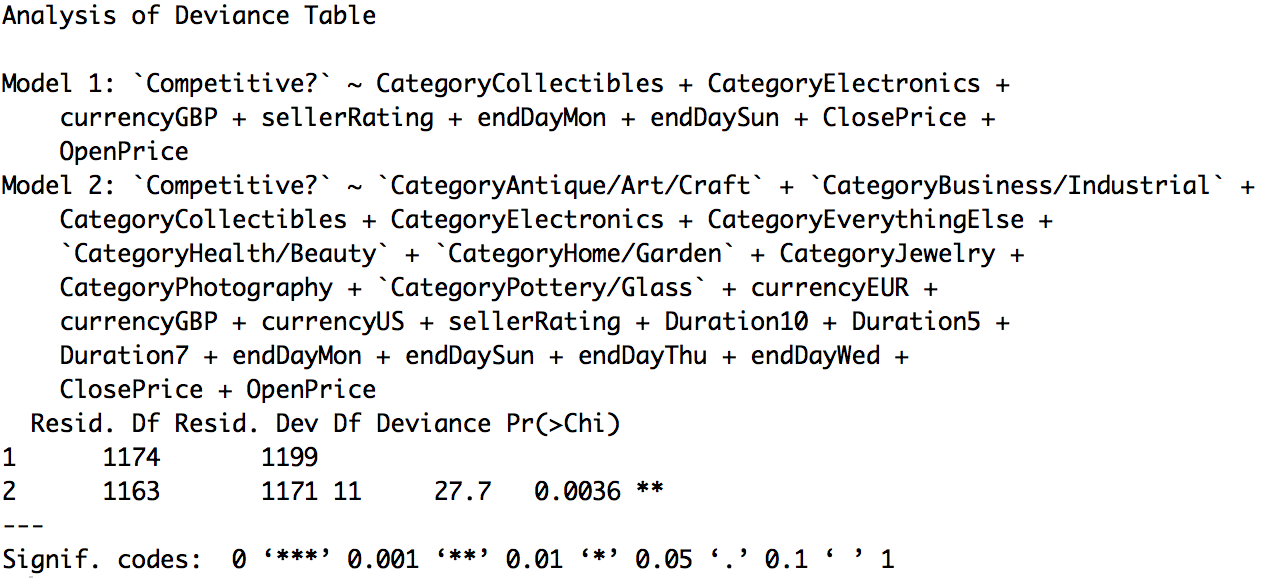 Analysis of Deviance Table

Model 1: `Competitive?` ~ CategoryCollectibles + CategoryElectronics +
    currencyGBP + sellerRating + endDayMon + endDaySun + ClosePrice +
    OpenPrice
Model 2: `Competitive?` ~ `CategoryAntique/Art/Craft` + `CategoryBusiness/Industrial` +
    CategoryCollectibles + CategoryElectronics + CategoryEverythingElse +
    `CategoryHealth/Beauty` + `CategoryHome/Garden` + CategoryJewelry +
    CategoryPhotography + `CategoryPottery/Glass` + currencyEUR +
    currencyGBP + currencyUS + sellerRating + Duration10 + Duration5 +
    Duration7 + endDayMon + endDaySun + endDayThu + endDayWed +
    ClosePrice + OpenPrice
  Resid. Df Resid. Dev Df Deviance Pr(>Chi)
1      1174       1199
2      1163       1171 11     27.7   0.0036 **
---
Signif. codes:  0 ‘***’ 0.001 ‘**’ 0.01 ‘*’ 0.05 ‘.’ 0.1 ‘ ’ 1